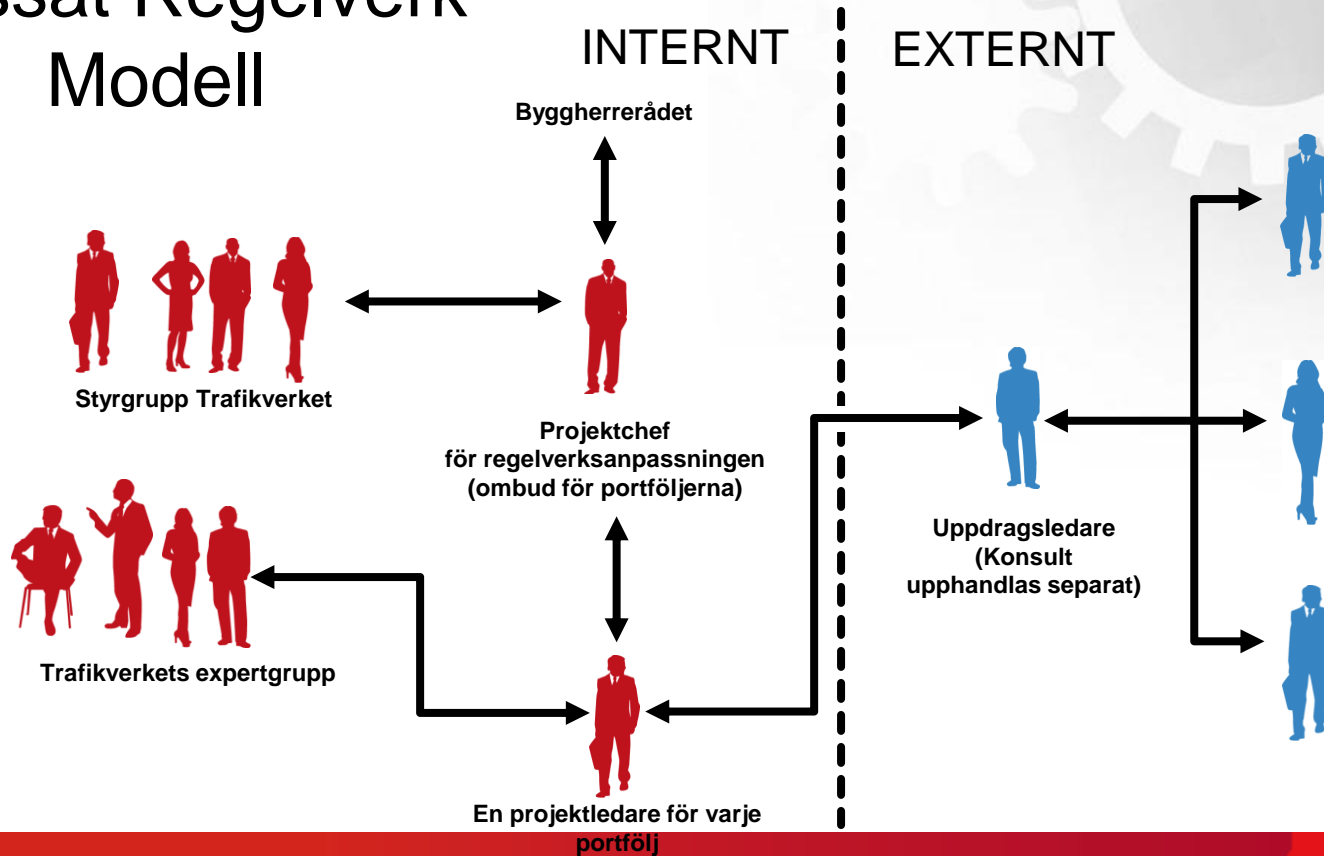 Regelverk
Modell
INTERNT
EXTERNT
Byggherrerådet
Styrgrupp Trafikverket
Projektchef
för regelverksanpassningen
(ombud för portföljerna)
Uppdragsledare
(Konsult
upphandlas separat)
Trafikverkets expertgrupp
En projektledare för varje
portfölj